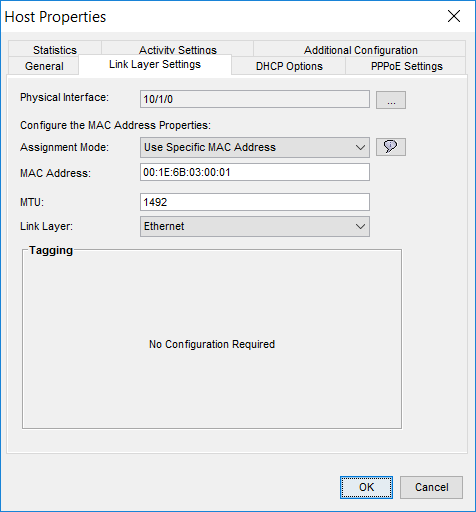 Host Properties
Statistics Activity Settings Additional Configuration
General Link Layer Settings DHCP Options PPPoE Settings
Physical Interface: 10/1/0 ...
Configure the MAC Address Properties:
Assignment Mode: Use Specific MAC Address
MAC Address: 00:1E:6B:03:00:01
MTU: 1492
Link Layer: Ethernet
Tagging
No Configuration Required
OK Cancel